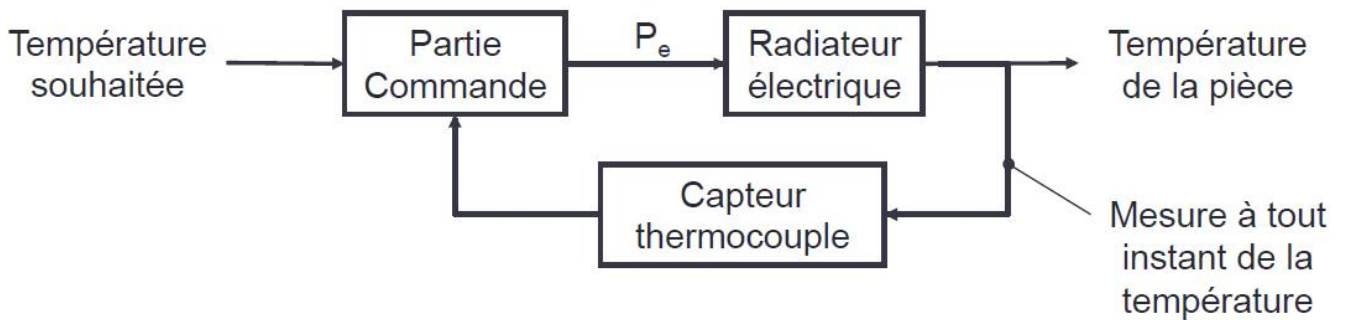 Température
souhaitée
Partie
Commande
Pe
Radiateur
électrique
Température
de la pièce
Capteur
thermocouple
Mesure à tout
instant de la
température